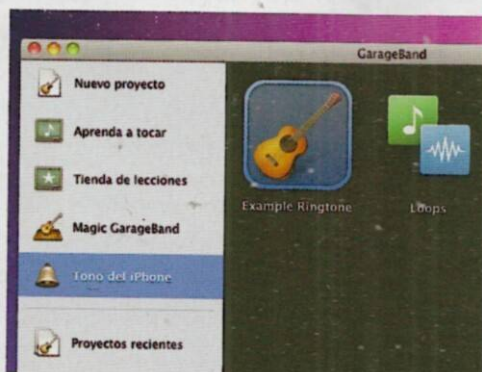 GarageBand
Nuevo proyecto
Aprenda a tocar
Tienda de lecciones
Magic GarageBand
Tono del iPhone
Proyectos recientes
Example Ringtone
Loops